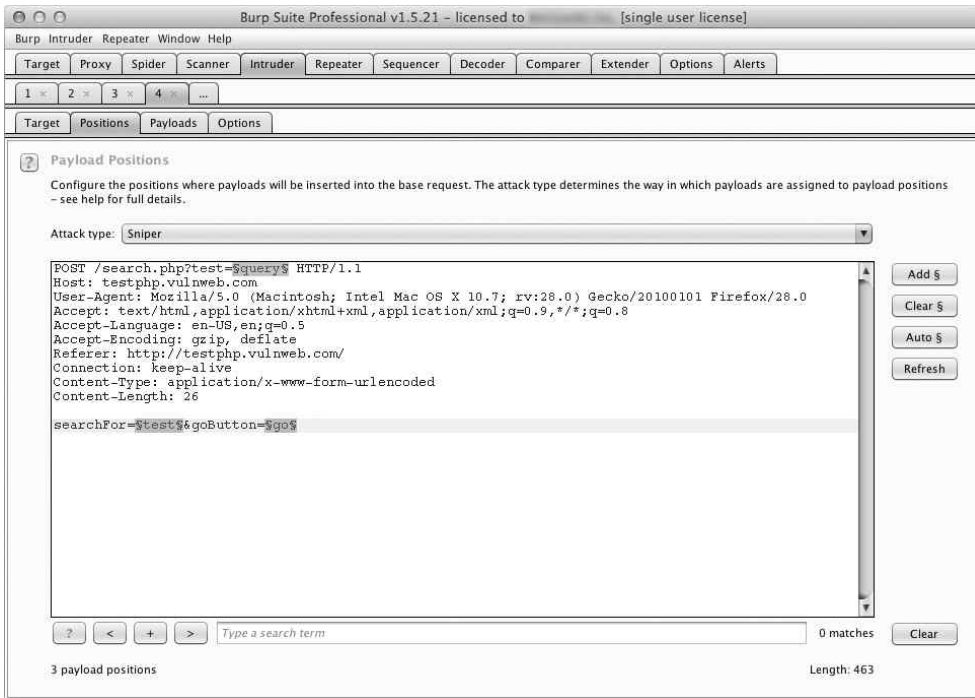 Burp Suite Professional v1.5.21 – licensed to [single user license]
Burp Intruder Repeater Window Help
Target Proxy Spider Scanner Intruder Repeater Sequencer Decoder Comparer Extender Options Alerts
1 × 2 × 3 × 4 × ...
Target Positions Payloads Options
? Payload Positions
Configure the positions where payloads will be inserted into the base request. The attack type determines the way in which payloads are assigned to payload positions
– see help for full details.
Attack type: Sniper
POST /search.php?test=§query§ HTTP/1.1
Host: testphp.vulnweb.com
User-Agent: Mozilla/5.0 (Macintosh; Intel Mac OS X 10.7; rv:28.0) Gecko/20100101 Firefox/28.0
Accept: text/html,application/xhtml+xml,application/xml;q=0.9,*/*;q=0.8
Accept-Language: en-US,en;q=0.5
Accept-Encoding: gzip, deflate
Referer: http://testphp.vulnweb.com/
Connection: keep-alive
Content-Type: application/x-www-form-urlencoded
Content-Length: 26
searchFor=§test§&goButton=§go§
Add §
Clear §
Auto §
Refresh
? < + > Type a search term 0 matches Clear
3 payload positions Length: 463